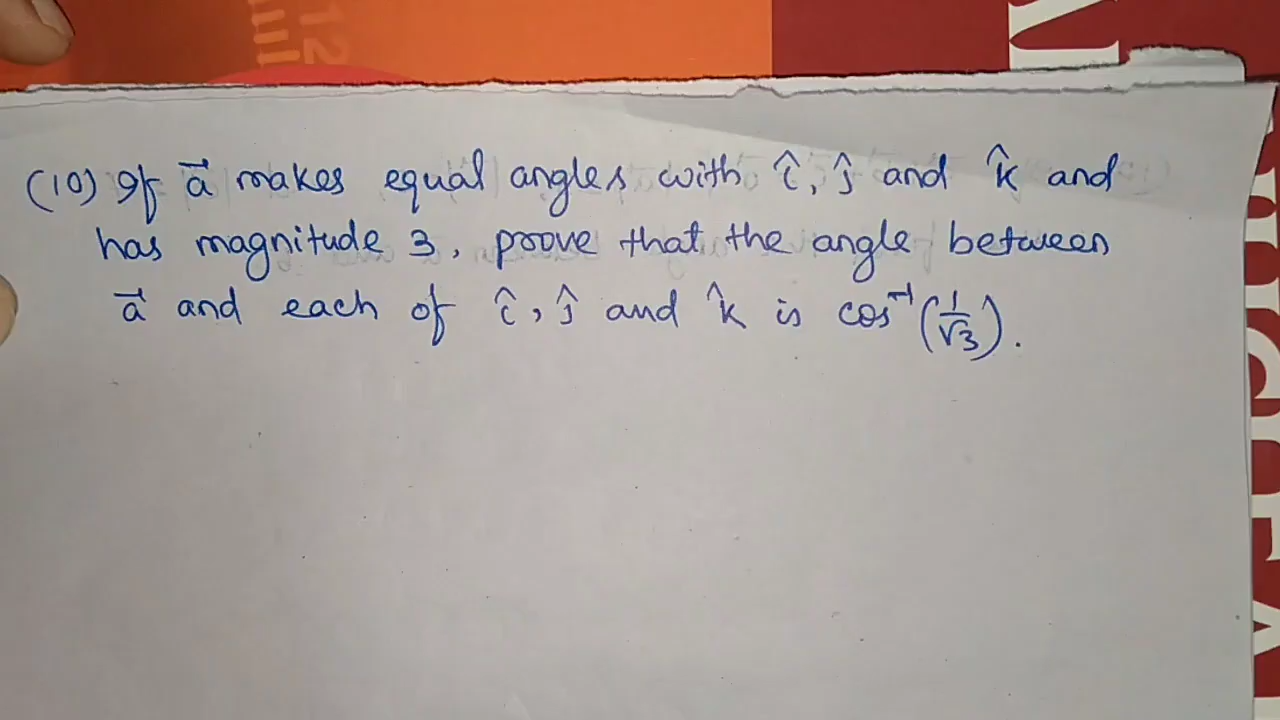 (10) If a⃗ makes equal angles with î, ĵ and k̂ and
has magnitude 3, prove that the angle between
a⃗ and each of î, ĵ and k̂ is cos⁻¹(1/√3).